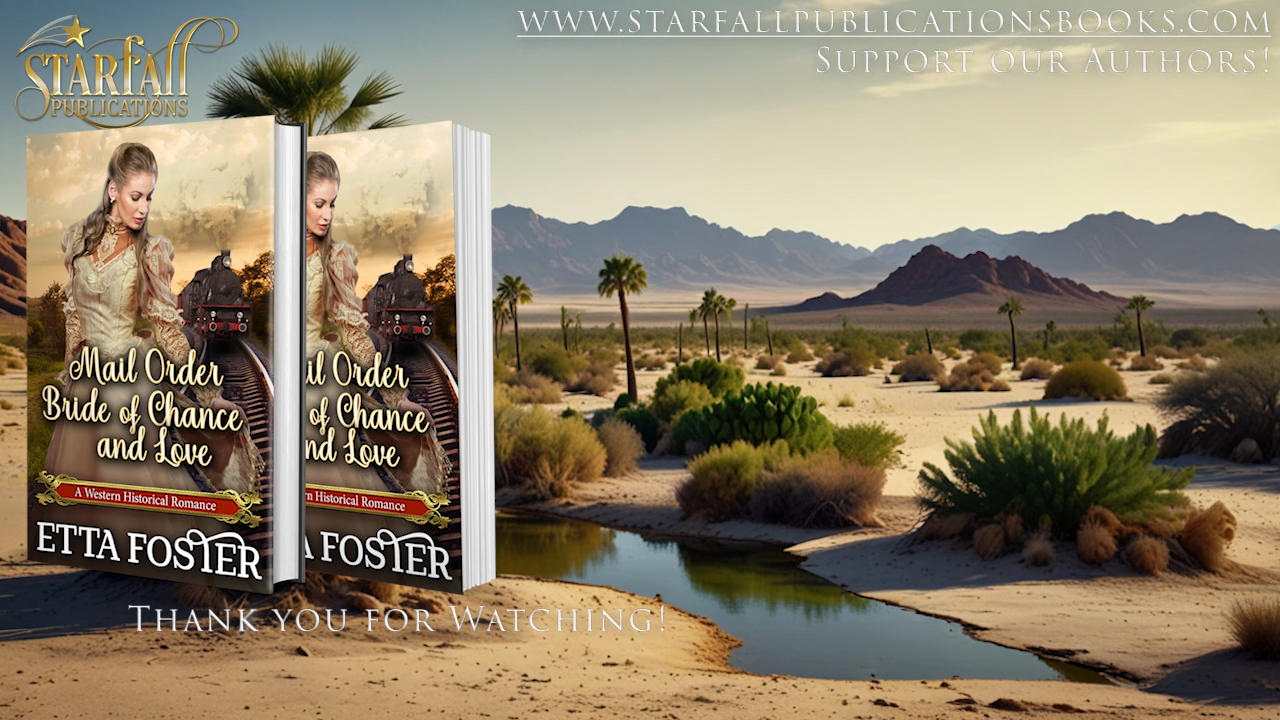 WWW.STARFALLPUBLICATIONSBOOKS.COM
SUPPORT OUR AUTHORS!
STARfall
PUBLICATIONS
Mail Order
Bride of Chance
and Love
A Western Historical Romance
ETTA FOSTER
il Order
of Chance
nd Love
rn Historical Romance
A FOSTER
THANK YOU FOR WATCHING!